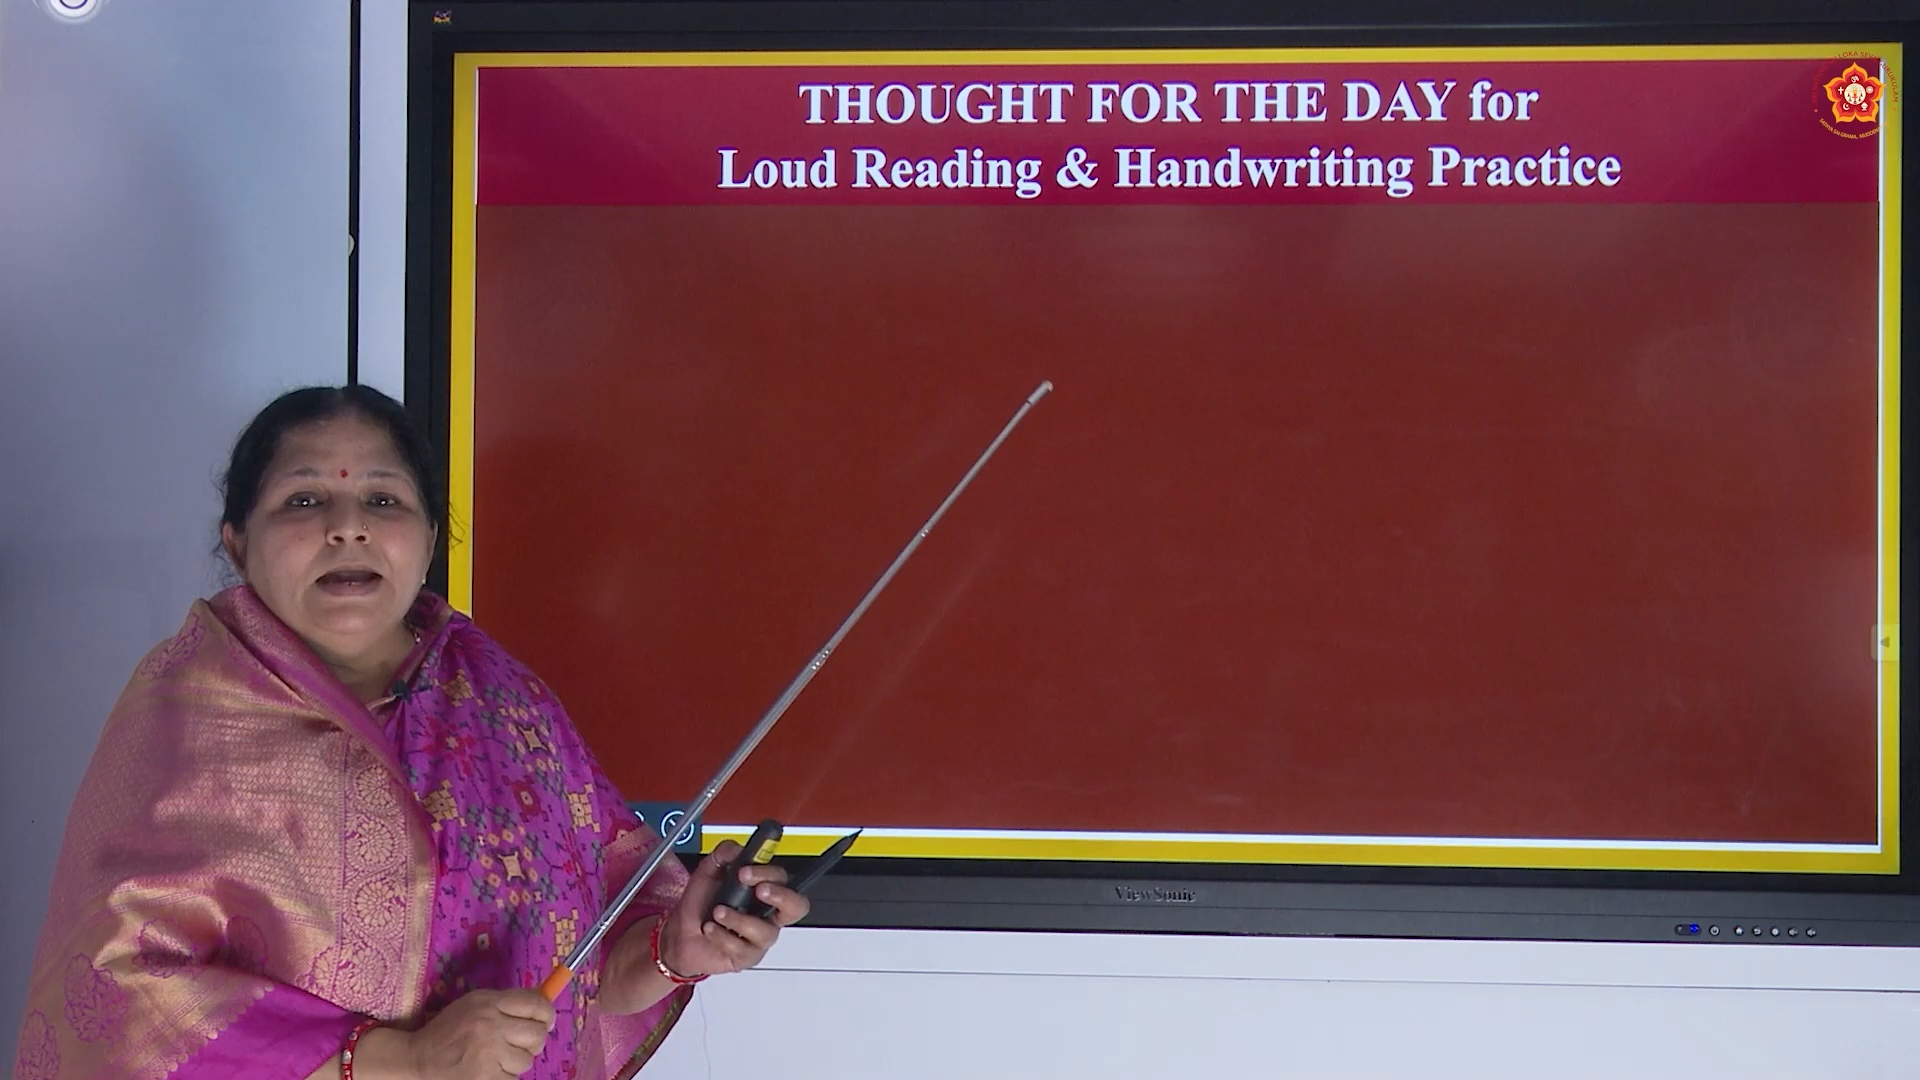 THOUGHT FOR THE DAY for
Loud Reading & Handwriting Practice
ViewSonic